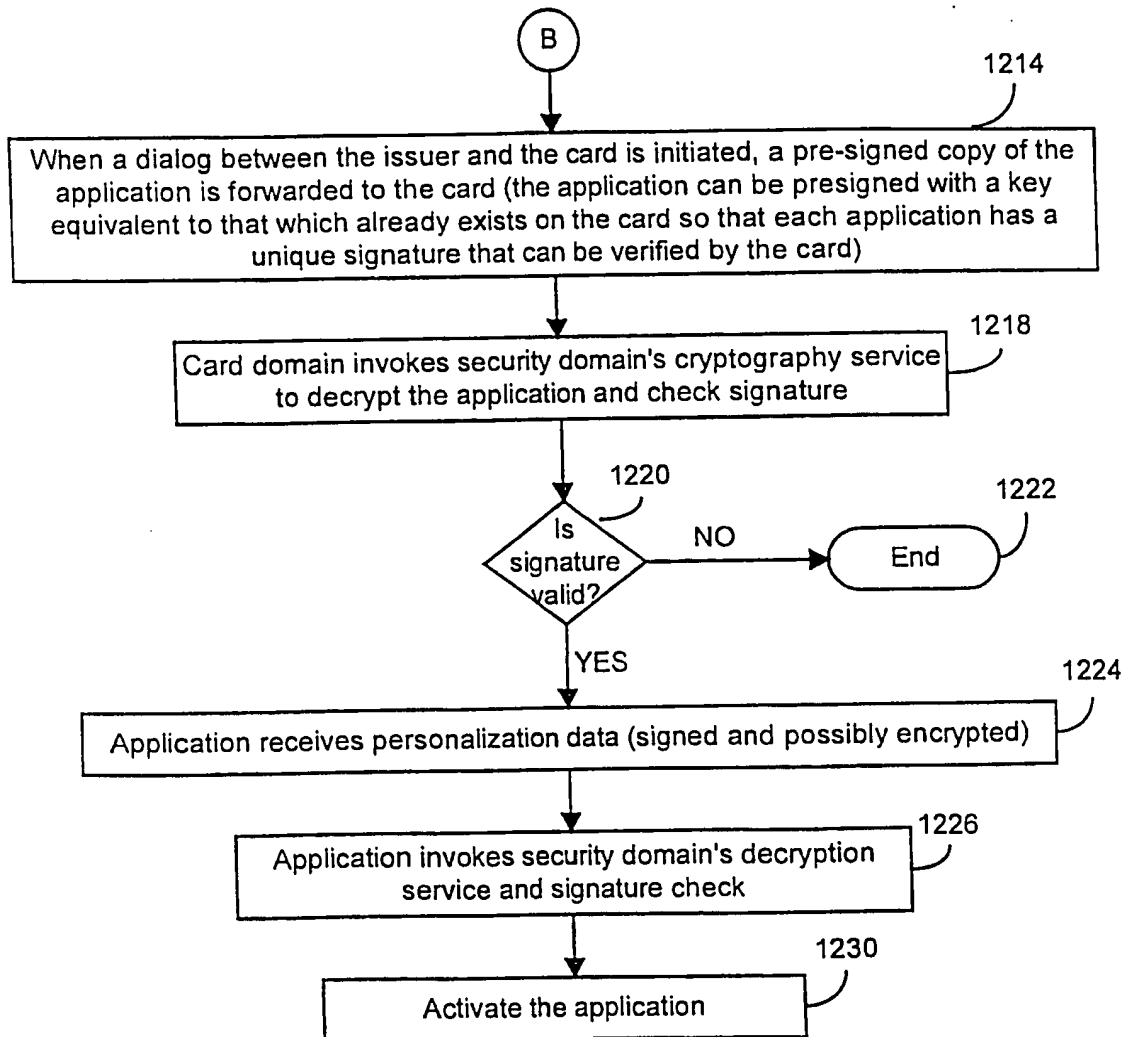 B
1214
When a dialog between the issuer and the card is initiated, a pre-signed copy of the
application is forwarded to the card (the application can be presigned with a key
equivalent to that which already exists on the card so that each application has a
unique signature that can be verified by the card)
1218
Card domain invokes security domain's cryptography service
to decrypt the application and check signature
1220
Is
signature
valid?
NO
1222
End
YES
1224
Application receives personalization data (signed and possibly encrypted)
1226
Application invokes security domain's decryption
service and signature check
1230
Activate the application